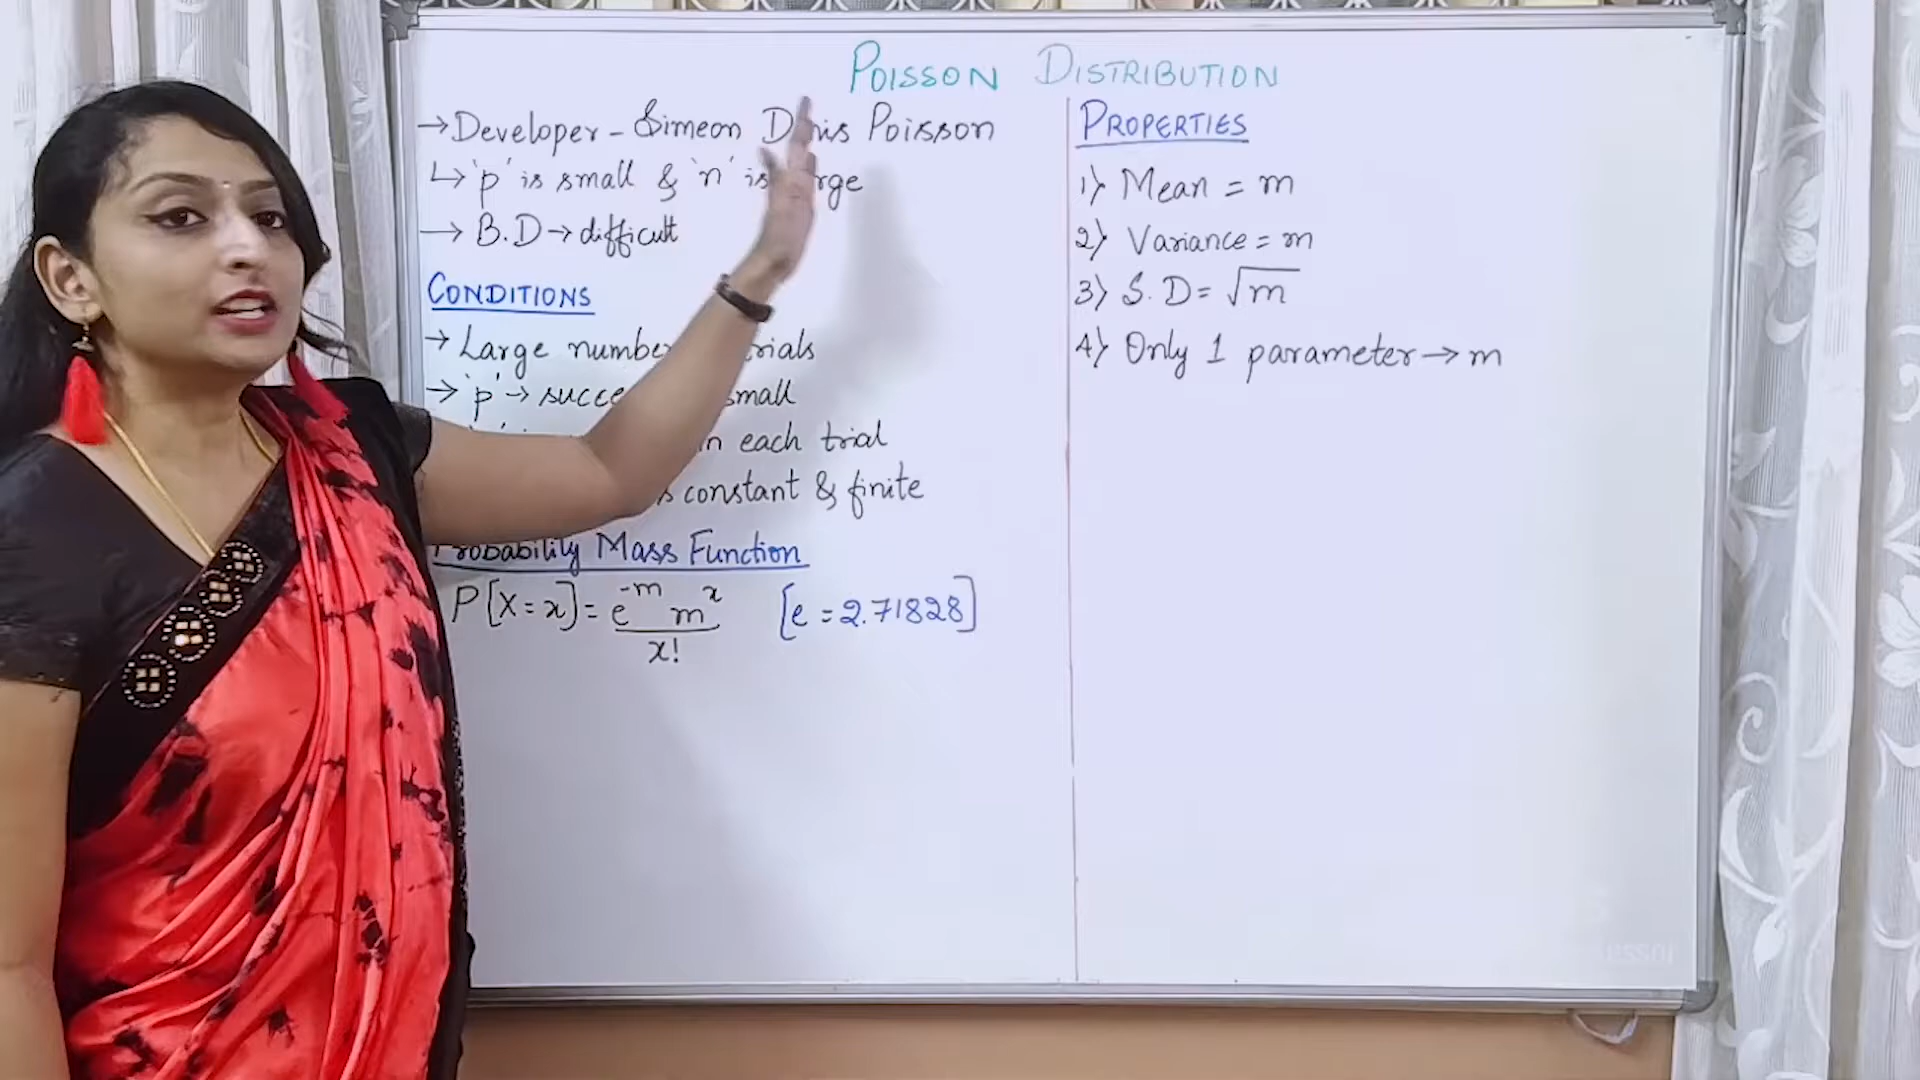 POISSON DISTRIBUTION
→ Developer - Simeon Poisson
↳ 'p' is small & 'n' is
→ B.D → difficult
CONDITIONS
→ Large
→ 'p' → small
each trial
constant & finite
Probability Mass Function
P[X=x] = e^-m m^x / x! [e = 2.71828]
PROPERTIES
1) Mean = m
2) Variance = m
3) S.D = √m
4) Only 1 parameter → m